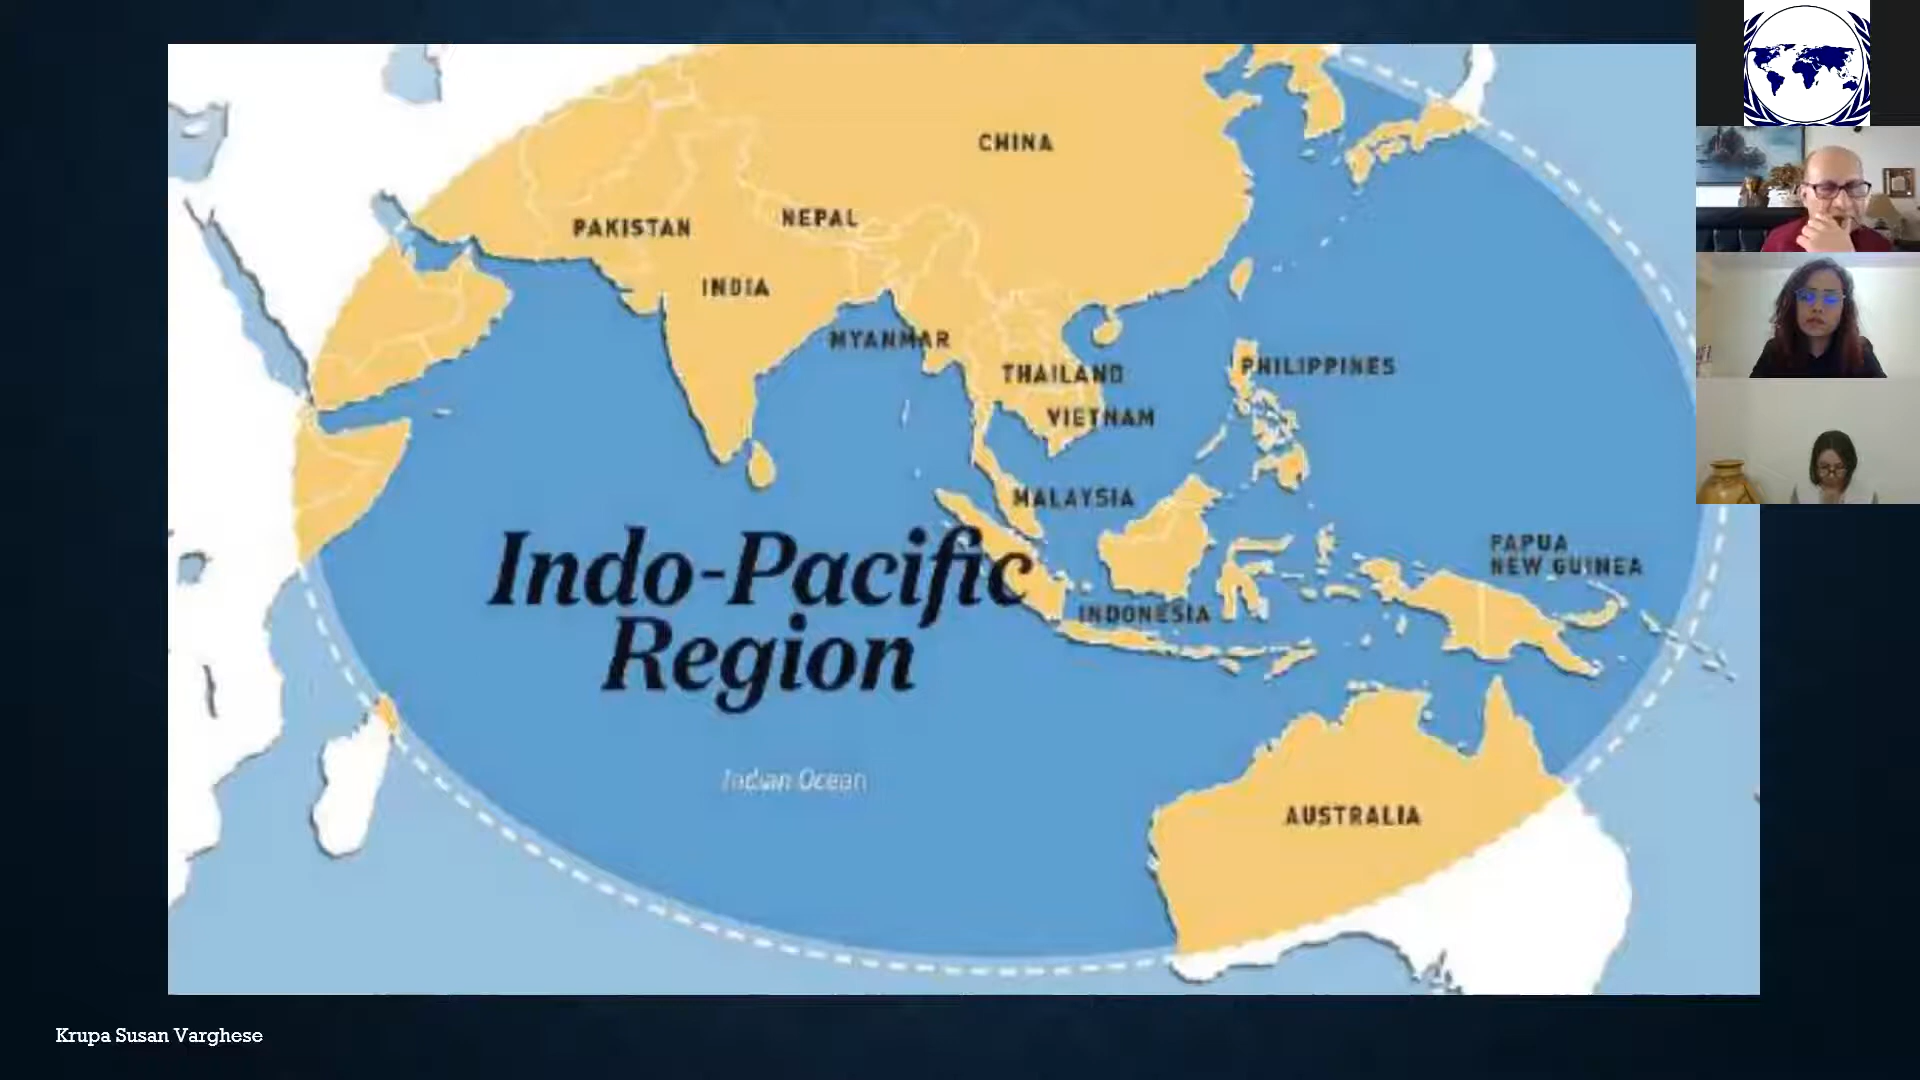 CHINA
PAKISTAN
NEPAL
INDIA
MYANMAR
THAILAND
PHILIPPINES
VIETNAM
MALAYSIA
Indo-Pacific
Region
PAPUA
NEW GUINEA
INDONESIA
Indian Ocean
AUSTRALIA
Krupa Susan Varghese